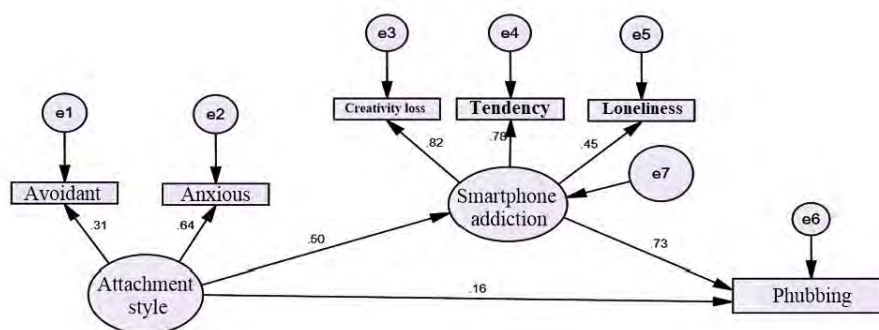 e3
e4
e5
Creativity loss
Tendency
Loneliness
e1
e2
.82
.78
.45
Avoidant
Anxious
Smartphone
addiction
e7
.31
.64
.50
.73
e6
Attachment
style
.16
Phubbing